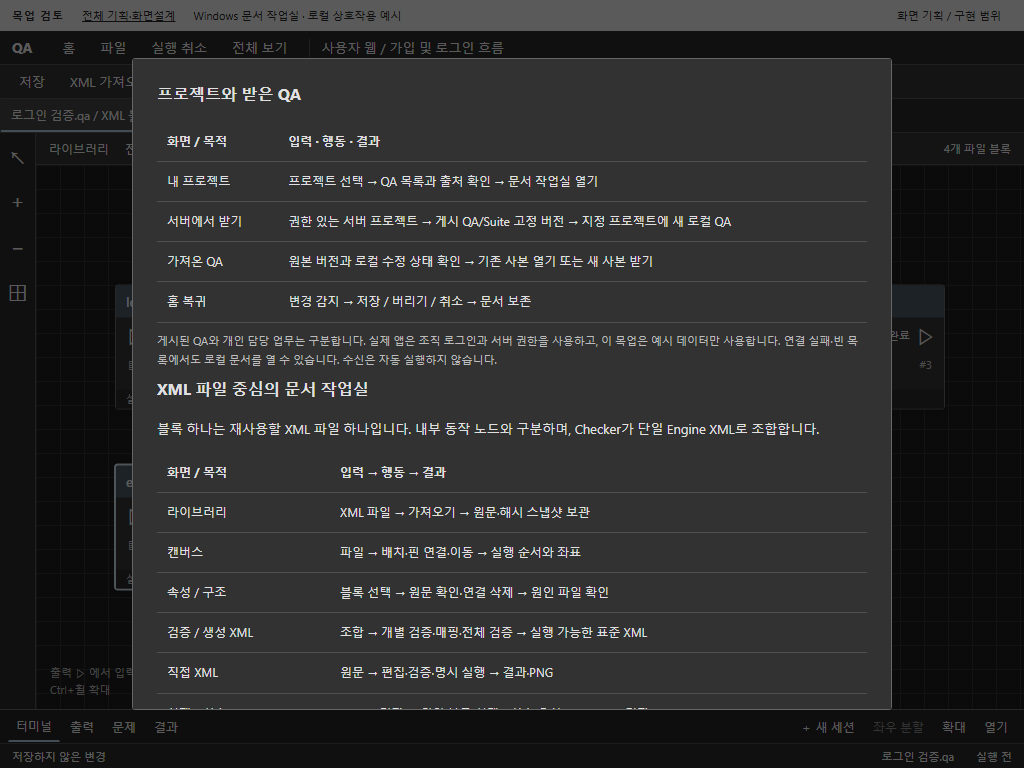 목업 검토 전체 기획·화면설계 Windows 문서 작업실 · 로컬 상호작용 예시 화면 기획 / 구현 범위
QA 홈 파일 실행 취소 전체 보기 사용자 웹 / 가입 및 로그인 흐름
저장 XML 가져오
로그인 검증.qa / XML
라이브러리 4개 파일 블록
프로젝트와 받은 QA
화면 / 목적 입력 · 행동 · 결과
내 프로젝트 프로젝트 선택 → QA 목록과 출처 확인 → 문서 작업실 열기
서버에서 받기 권한 있는 서버 프로젝트 → 게시 QA/Suite 고정 버전 → 지정 프로젝트에 새 로컬 QA
가져온 QA 원본 버전과 로컬 수정 상태 확인 → 기존 사본 열기 또는 새 사본 받기
홈 복귀 변경 감지 → 저장 / 버리기 / 취소 → 문서 보존
완료
#3
게시된 QA와 개인 담당 업무는 구분합니다. 실제 앱은 조직 로그인과 서버 권한을 사용하고, 이 목업은 예시 데이터만 사용합니다. 연결 실패·빈 목
록에서도 로컬 문서를 열 수 있습니다. 수신은 자동 실행하지 않습니다.
XML 파일 중심의 문서 작업실
블록 하나는 재사용할 XML 파일 하나입니다. 내부 동작 노드와 구분하며, Checker가 단일 Engine XML로 조합합니다.
화면 / 목적 입력 → 행동 → 결과
라이브러리 XML 파일 → 가져오기 → 원문·해시 스냅샷 보관
캔버스 파일 → 배치·핀 연결·이동 → 실행 순서와 좌표
속성 / 구조 블록 선택 → 원문 확인·연결 삭제 → 원인 파일 확인
검증 / 생성 XML 조합 → 개별 검증·매핑·전체 검증 → 실행 가능한 표준 XML
직접 XML 원문 → 편집·검증·명시 실행 → 결과·PNG
출력 ▷ 에서 입력
Ctrl+휠 확대
터미널 출력 문제 결과 + 새 세션 좌우 분할 확대 열기
저장하지 않은 변경 로그인 검증.qa 실행 전